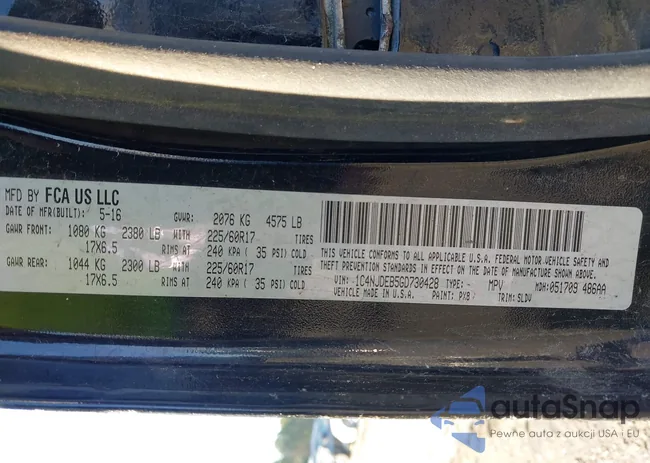 MFD BY FCA US LLC
DATE OF MFR(BUILT): 5-16 GVWR: 2076 KG 4575 LB
GAWR FRONT: 1080 KG 2380 LB WITH 225/60R17
17X6.5 RIMS AT 240 KPA ( 35 PSI) COLD
GAWR REAR: 1044 KG 2300 LB WITH 225/60R17
17X6.5 RIMS AT 240 KPA ( 35 PSI) COLD
THIS VEHICLE CONFORMS TO ALL APPLICABLE U.S.A. FEDERAL MOTOR VEHICLE SAFETY AND
THEFT PREVENTION STANDARDS IN EFFECT ON THE DATE OF MANUFACTURE SHOWN ABOVE.
VIN: 1C4NJDEB5GD730428 TYPE: - MPV MDH: 051709 486AA
VEHICLE MADE IN U.S.A. PAINT: PX8 TRIM: SLDV
autoSnap
Pewne auta z aukcji USA i EU